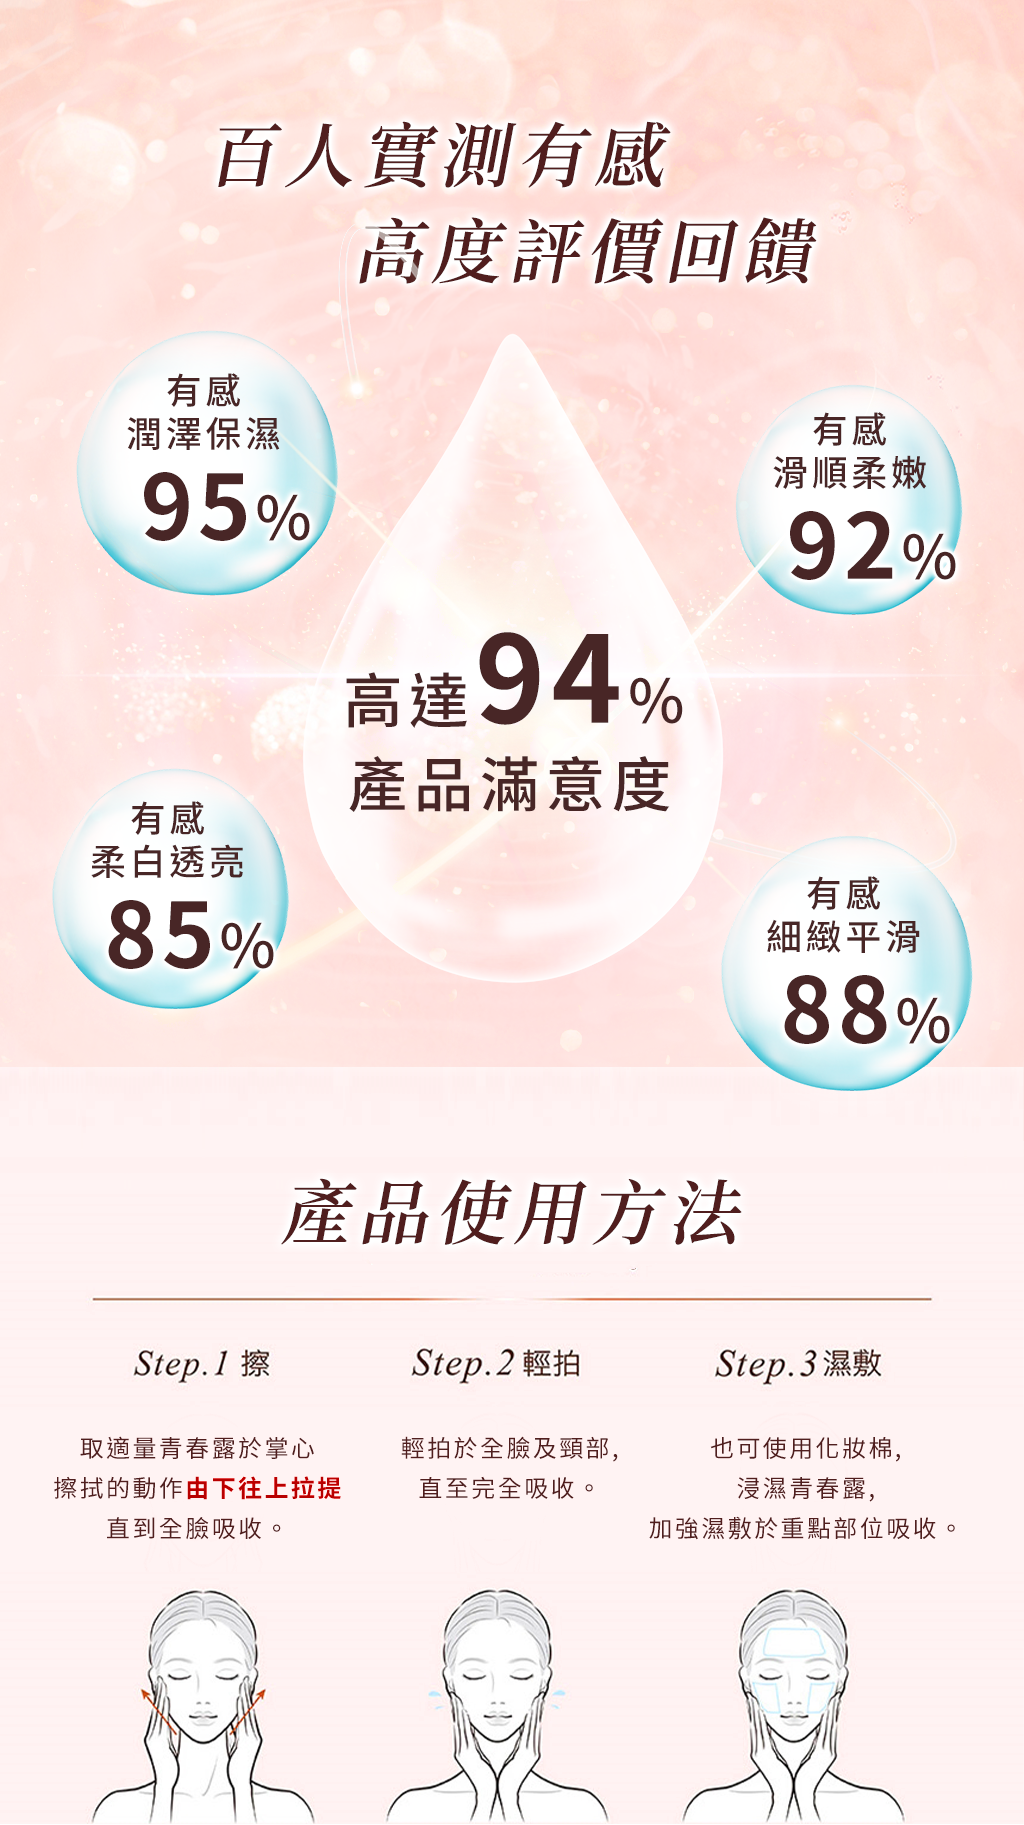 百人實測有感
高度評價回饋
有感
潤澤保濕
95%
有感
滑順柔嫩
92%
高達94%
產品滿意度
有感
柔白透亮
85%
有感
細緻平滑
88%
產品使用方法
Step.1 擦
取適量青春露於掌心
擦拭的動作由下往上拉提
直到全臉吸收。
Step.2 輕拍
輕拍於全臉及頸部,
直至完全吸收。
Step.3 濕敷
也可使用化妝棉,
浸濕青春露,
加強濕敷於重點部位吸收。